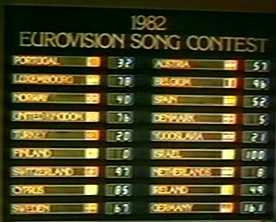 1982
EUROVISION SONG CONTEST
PORTUGAL 32 AUSTRIA 57
LUXEMBOURG 78 BELGIUM 96
NORWAY 40 SPAIN 52
UNITED KINGDOM 76 DENMARK 5
TURKEY 20 YUGOSLAVIA 21
FINLAND 0 ISRAEL 100
SWITZERLAND 97 NETHERLANDS 8
CYPRUS 85 IRELAND 49
SWEDEN 67 GERMANY 161